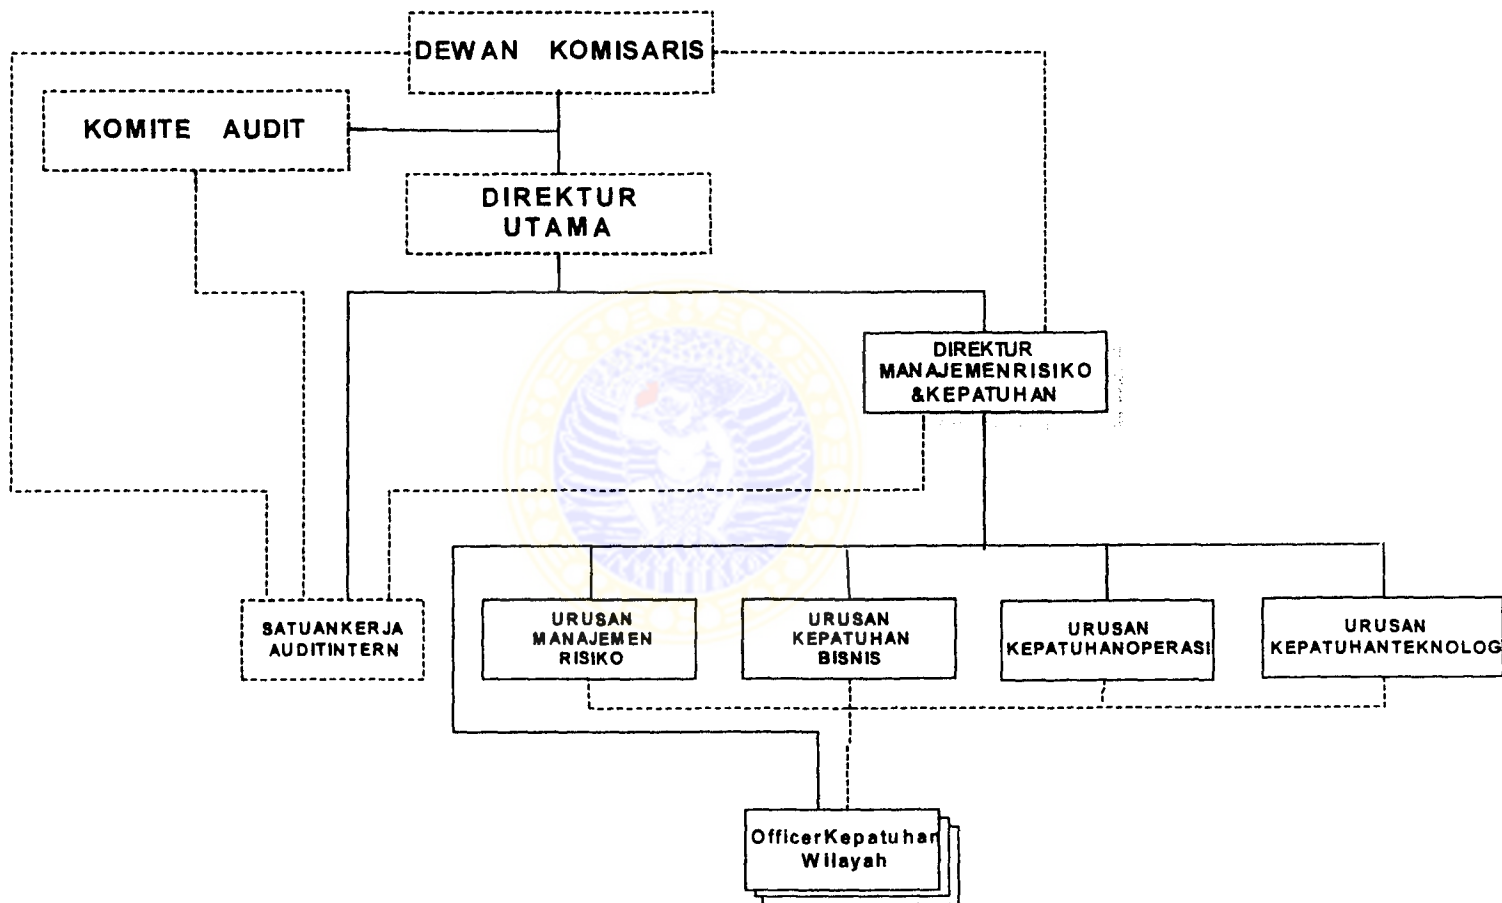 DEWAN KOMISARIS
KOMITE AUDIT
DIREKTUR
UTAMA
DIREKTUR
MANAJEMENRISIKO
&KEPATUHAN
SATUANKERJA
AUDITINTERN
URUSAN
MANAJEMEN
RISIKO
URUSAN
KEPATUHAN
BISNIS
URUSAN
KEPATUHANOPERASI
URUSAN
KEPATUHANTEKNOLOG
OfficerKepatuhan
Wilayah